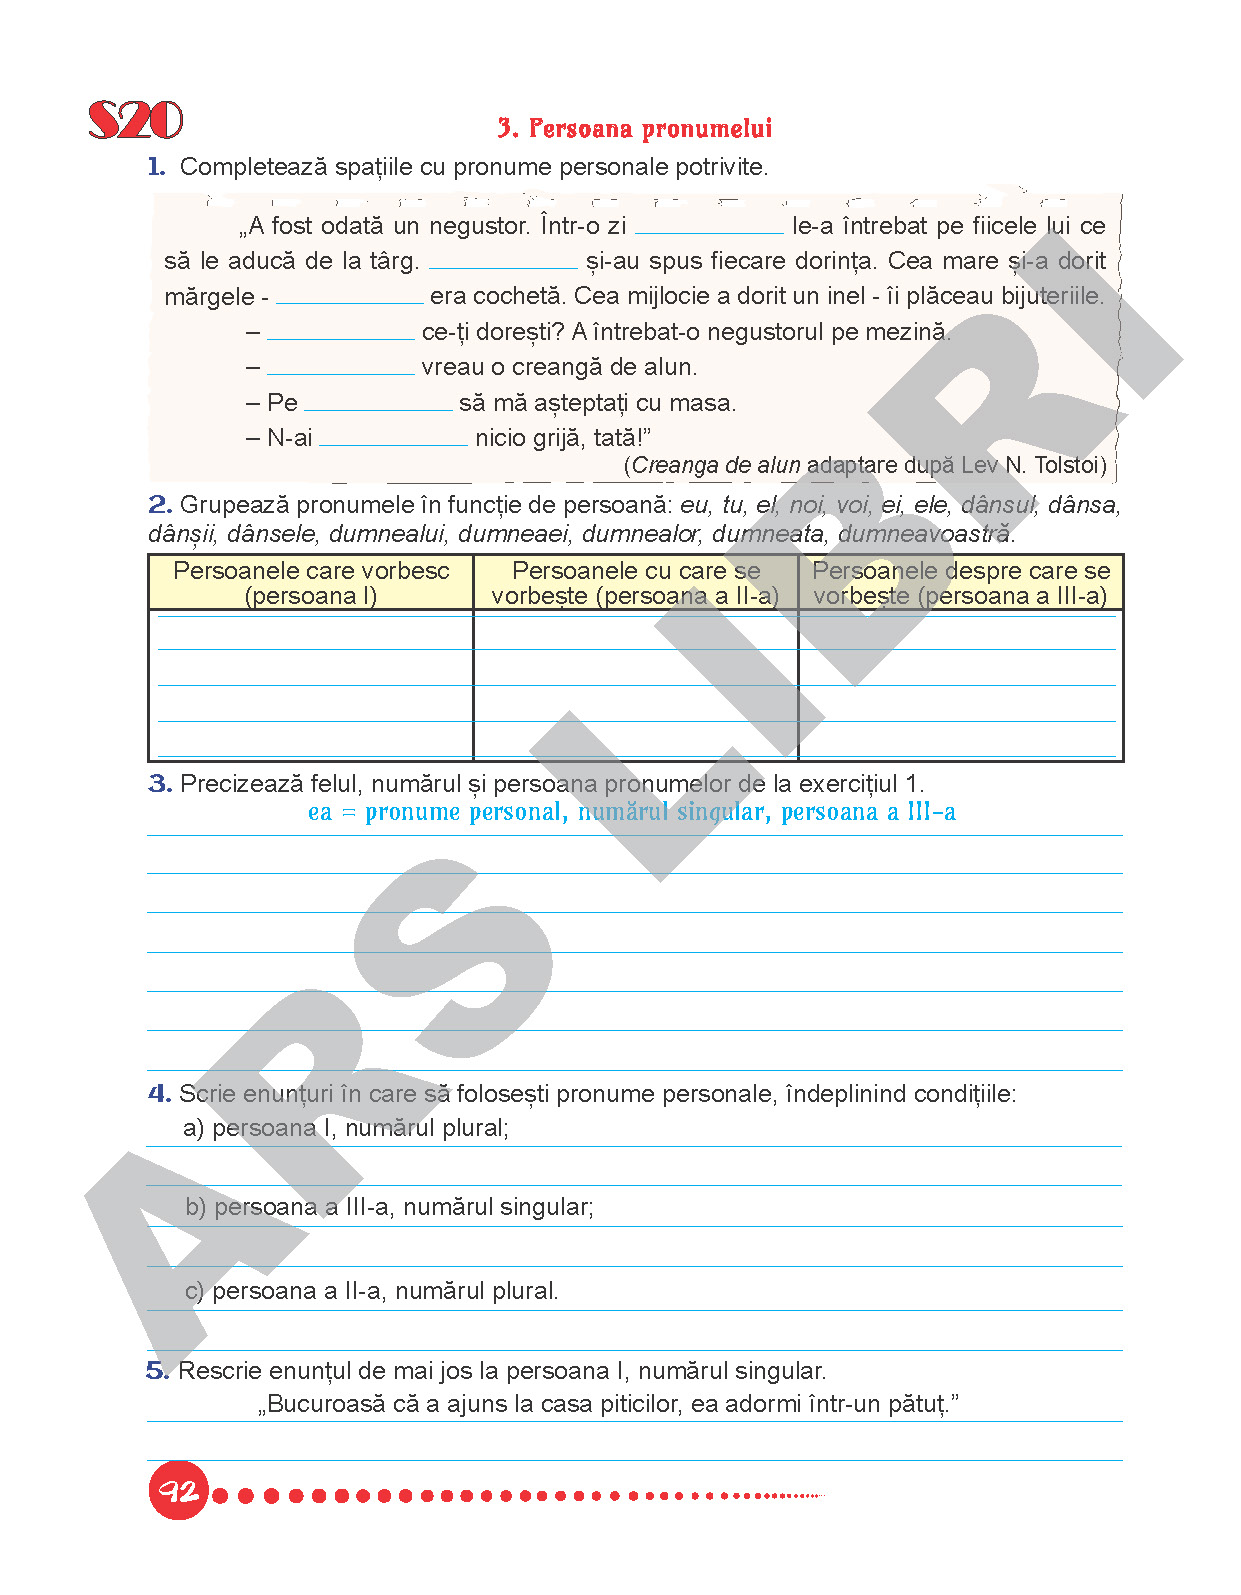 S20
3. Persoana pronumelui
1. Completează spațiile cu pronume personale potrivite.
„A fost odată un negustor. Într-o zi le-a întrebat pe fiicele lui ce
să le aducă de la târg. și-au spus fiecare dorința. Cea mare și-a dorit
mărgele - era cochetă. Cea mijlocie a dorit un inel - îi plăceau bijuteriile.
– ce-ți dorești? A întrebat-o negustorul pe mezină.
– vreau o creangă de alun.
– Pe să mă așteptați cu masa.
– N-ai nicio grijă, tată!”
(Creanga de alun adaptare după Lev N. Tolstoi)
2. Grupează pronumele în funcție de persoană: eu, tu, el, noi, voi, ei, ele, dânsul, dânsa,
dânșii, dânsele, dumnealui, dumneaei, dumnealor, dumneata, dumneavoastră.
Persoanele care vorbesc
(persoana I)
Persoanele cu care se
vorbește (persoana a II-a)
Persoanele despre care se
vorbește (persoana a III-a)
3. Precizează felul, numărul și persoana pronumelor de la exercițiul 1.
ea = pronume personal, numărul singular, persoana a III-a
4. Scrie enunțuri în care să folosești pronume personale, îndeplinind condițiile:
a) persoana I, numărul plural;
b) persoana a III-a, numărul singular;
c) persoana a II-a, numărul plural.
5. Rescrie enunțul de mai jos la persoana I, numărul singular.
„Bucuroasă că a ajuns la casa piticilor, ea adormi într-un pătuț.”
92
ARS LIBRI